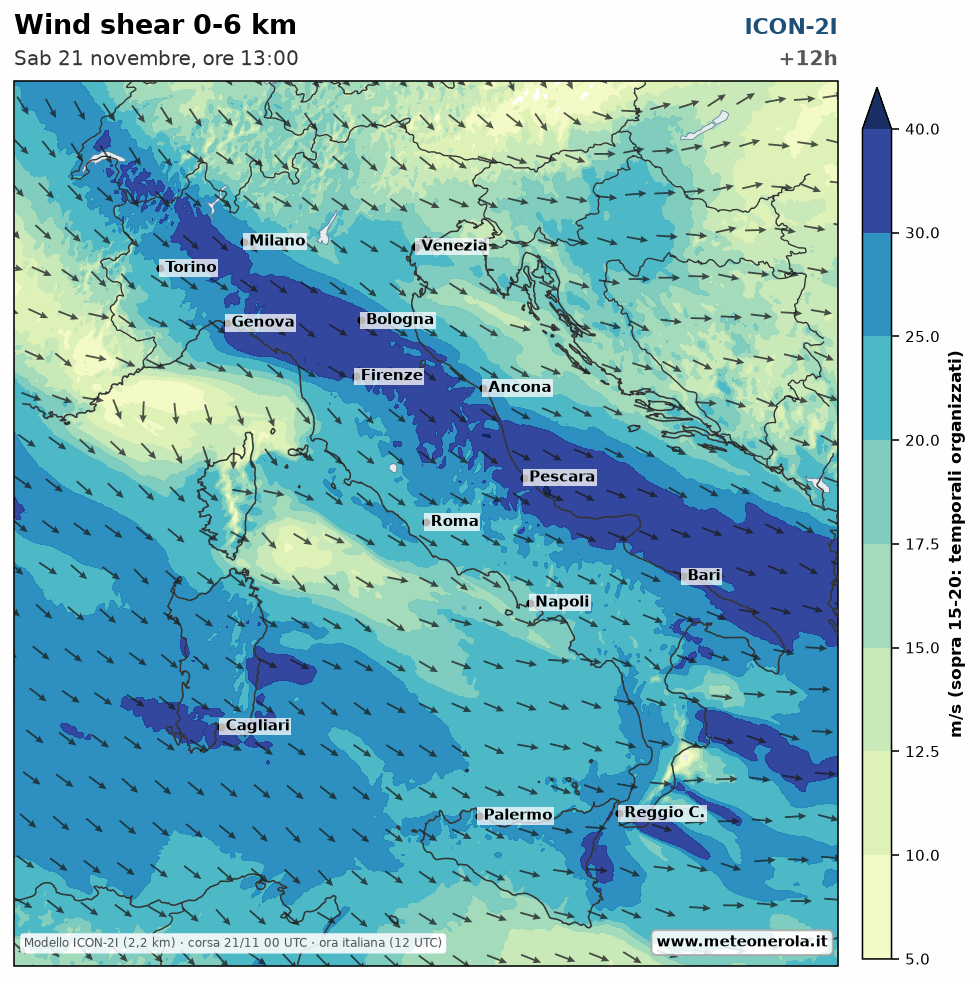 Wind shear 0-6 km
ICON-2I
Sab 21 novembre, ore 13:00
+12h
Milano
Venezia
Torino
Genova
Bologna
Firenze
Ancona
Pescara
Roma
Bari
Napoli
Cagliari
Palermo
Reggio C.
Modello ICON-2I (2,2 km) · corsa 21/11 00 UTC · ora italiana (12 UTC)
www.meteonerola.it
40.0
30.0
25.0
20.0
17.5
15.0
12.5
10.0
5.0
m/s (sopra 15-20: temporali organizzati)